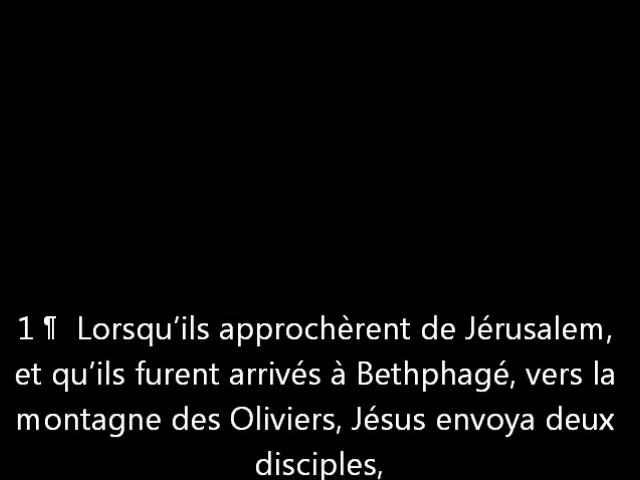 1 ¶ Lorsqu’ils approchèrent de Jérusalem,
et qu’ils furent arrivés à Bethphagé, vers la
montagne des Oliviers, Jésus envoya deux
disciples,